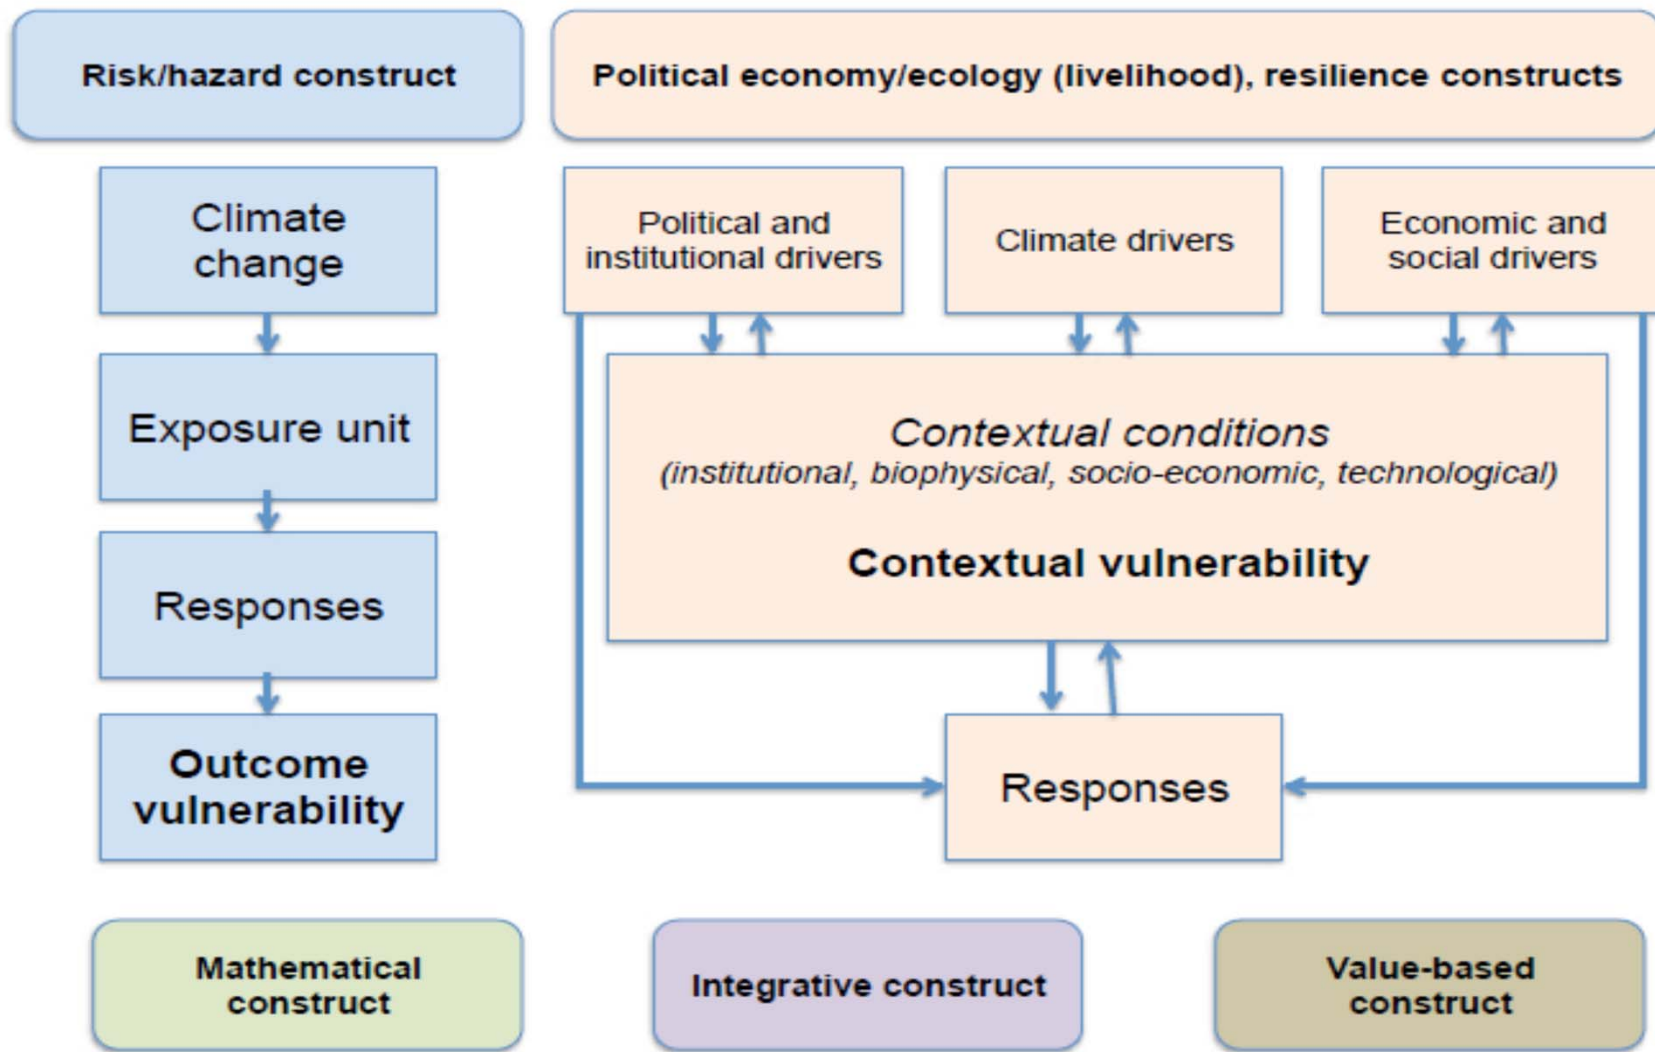 Risk/hazard construct
Political economy/ecology (livelihood), resilience constructs
Climate
change
Exposure unit
Responses
Outcome
vulnerability
Political and
institutional drivers
Climate drivers
Economic and
social drivers
Contextual conditions
(institutional, biophysical, socio-economic, technological)
Contextual vulnerability
Responses
Mathematical
construct
Integrative construct
Value-based
construct